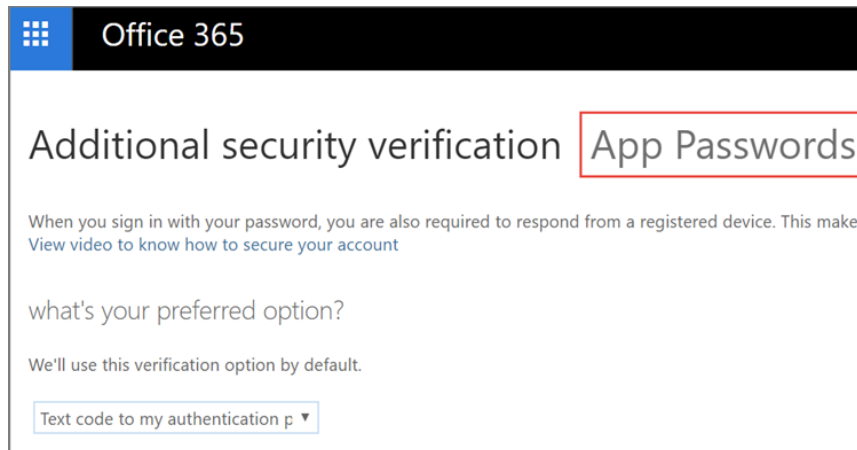 Office 365
Additional security verification App Passwords
When you sign in with your password, you are also required to respond from a registered device. This make
View video to know how to secure your account
what's your preferred option?
We'll use this verification option by default.
Text code to my authentication p